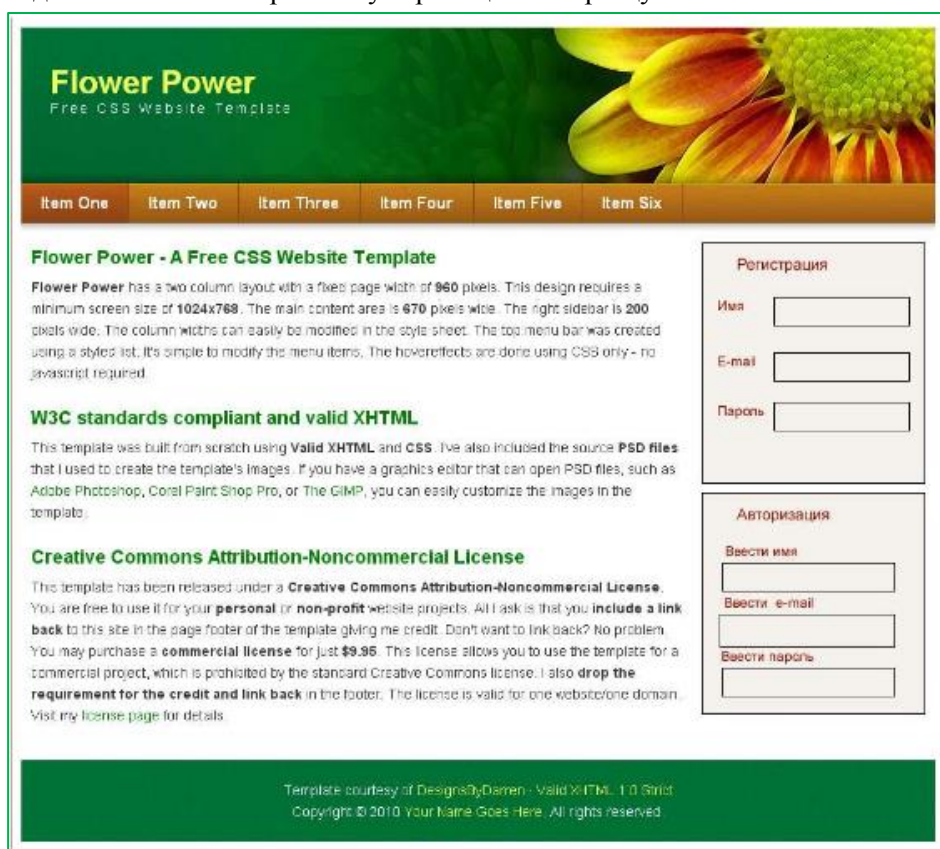 Flower Power
Free CSS Website Template
Item One Item Two Item Three Item Four Item Five Item Six
Flower Power - A Free CSS Website Template
Flower Power has a two column layout with a fixed page width of 960 pixels. This design requires a
minimum screen size of 1024x768. The main content area is 670 pixels wide. The right sidebar is 200
pixels wide. The column widths can easily be modified in the style sheet. The top menu bar was created
using a styled list. It's simple to modify the menu items. The hovereffects are done using CSS only - no
javascript required.
W3C standards compliant and valid XHTML
This template was built from scratch using Valid XHTML and CSS. I've also included the source PSD files
that I used to create the template's images. If you have a graphics editor that can open PSD files, such as
Adobe Photoshop, Corel Paint Shop Pro, or The GIMP, you can easily customize the images in the
template.
Creative Commons Attribution-Noncommercial License
This template has been released under a Creative Commons Attribution-Noncommercial License.
You are free to use it for your personal or non-profit website projects. All I ask is that you include a link
back to this site in the page footer of the template giving me credit. Don't want to link back? No problem.
You may purchase a commercial license for just $9.95. This license allows you to use the template for a
commercial project, which is prohibited by the standard Creative Commons license. I also drop the
requirement for the credit and link back in the footer. The license is valid for one website/one domain.
Visit my license page for details.
Регистрация
Имя
E-mail
Пароль
Авторизация
Ввести имя
Ввести e-mail
Ввести пароль
Template courtesy of DesignsByDarren - Valid XHTML 1.0 Strict
Copyright © 2010 Your Name Goes Here. All rights reserved.